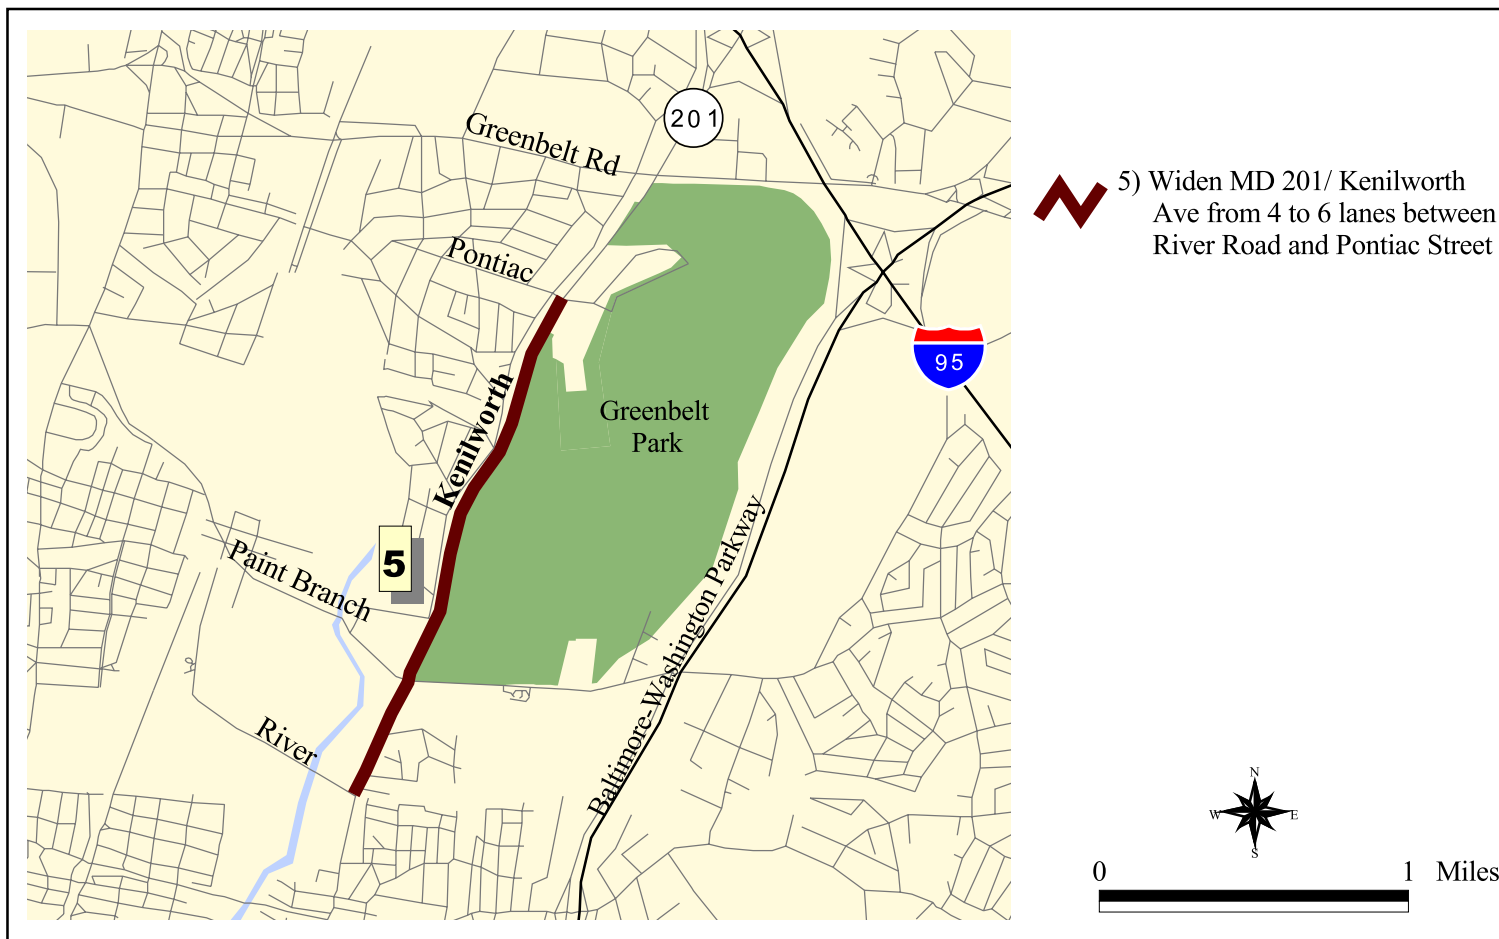 201
Greenbelt Rd
Pontiac
Kenilworth
Greenbelt
Park
95
5
Paint Branch
River
Baltimore-Washington Parkway
5) Widen MD 201/ Kenilworth
Ave from 4 to 6 lanes between
River Road and Pontiac Street
N
W E
S
0 1 Miles